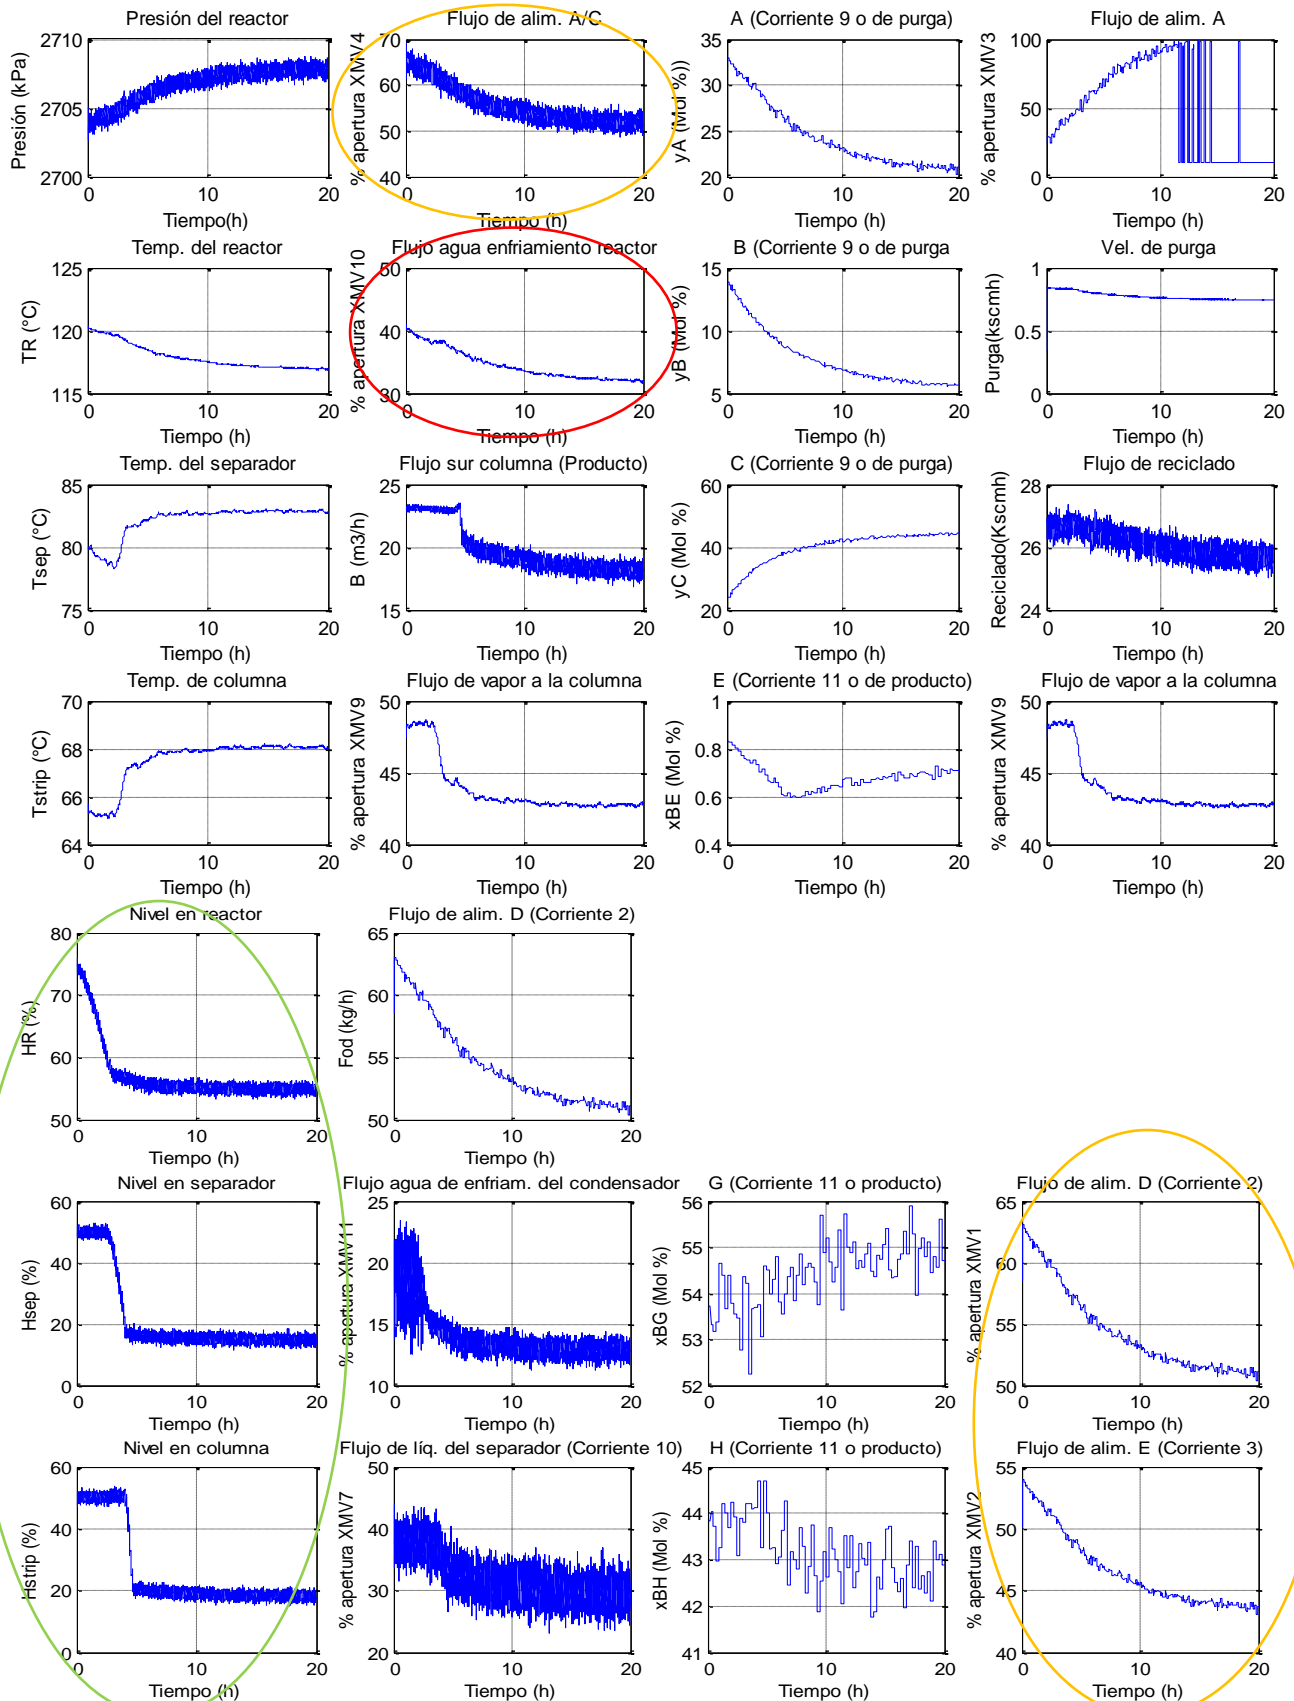 Presión del reactor
Presión (kPa)
2710
2705
2700
0 10 20
Tiempo(h)
Flujo de alim. A/C
% apertura XMV4
70
60
50
40
0 10 20
Tiempo (h)
A (Corriente 9 o de purga)
yA (Mol %))
35
30
25
20
0 10 20
Tiempo (h)
Flujo de alim. A
% apertura XMV3
100
50
0
0 10 20
Tiempo (h)
Temp. del reactor
TR (°C)
125
120
115
0 10 20
Tiempo (h)
Flujo agua enfriamiento reactor
% apertura XMV10
50
40
30
0 10 20
Tiempo (h)
B (Corriente 9 o de purga
yB (Mol %)
15
10
5
0 10 20
Tiempo (h)
Vel. de purga
Purga(kscmh)
1
0.5
0
0 10 20
Tiempo (h)
Temp. del separador
Tsep (°C)
85
80
75
0 10 20
Tiempo (h)
Flujo sur columna (Producto)
B (m3/h)
25
20
15
0 10 20
Tiempo (h)
C (Corriente 9 o de purga)
yC (Mol %)
60
40
20
0 10 20
Tiempo (h)
Flujo de reciclado
Reciclado(Kscmh)
28
26
24
0 10 20
Tiempo (h)
Temp. de columna
Tstrip (°C)
70
68
66
64
0 10 20
Tiempo (h)
Flujo de vapor a la columna
% apertura XMV9
50
45
40
0 10 20
Tiempo (h)
E (Corriente 11 o de producto)
xBE (Mol %)
1
0.8
0.6
0.4
0 10 20
Tiempo (h)
Flujo de vapor a la columna
% apertura XMV9
50
45
40
0 10 20
Tiempo (h)
Nivel en reactor
HR (%)
80
70
60
50
0 10 20
Tiempo (h)
Flujo de alim. D (Corriente 2)
Fod (kg/h)
65
60
55
50
0 10 20
Tiempo (h)
Nivel en separador
Hsep (%)
60
40
20
0
0 10 20
Tiempo (h)
Flujo agua de enfriam. del condensador
% apertura XMV11
25
20
15
10
0 10 20
Tiempo (h)
G (Corriente 11 o producto)
xBG (Mol %)
56
55
54
53
52
0 10 20
Tiempo (h)
Flujo de alim. D (Corriente 2)
% apertura XMV1
65
60
55
50
0 10 20
Tiempo (h)
Nivel en columna
Hstrip (%)
60
40
20
0
0 10 20
Tiempo (h)
Flujo de líq. del separador (Corriente 10)
% apertura XMV7
50
40
30
20
0 10 20
Tiempo (h)
H (Corriente 11 o producto)
xBH (Mol %)
45
44
43
42
41
0 10 20
Tiempo (h)
Flujo de alim. E (Corriente 3)
% apertura XMV2
55
50
45
40
0 10 20
Tiempo (h)